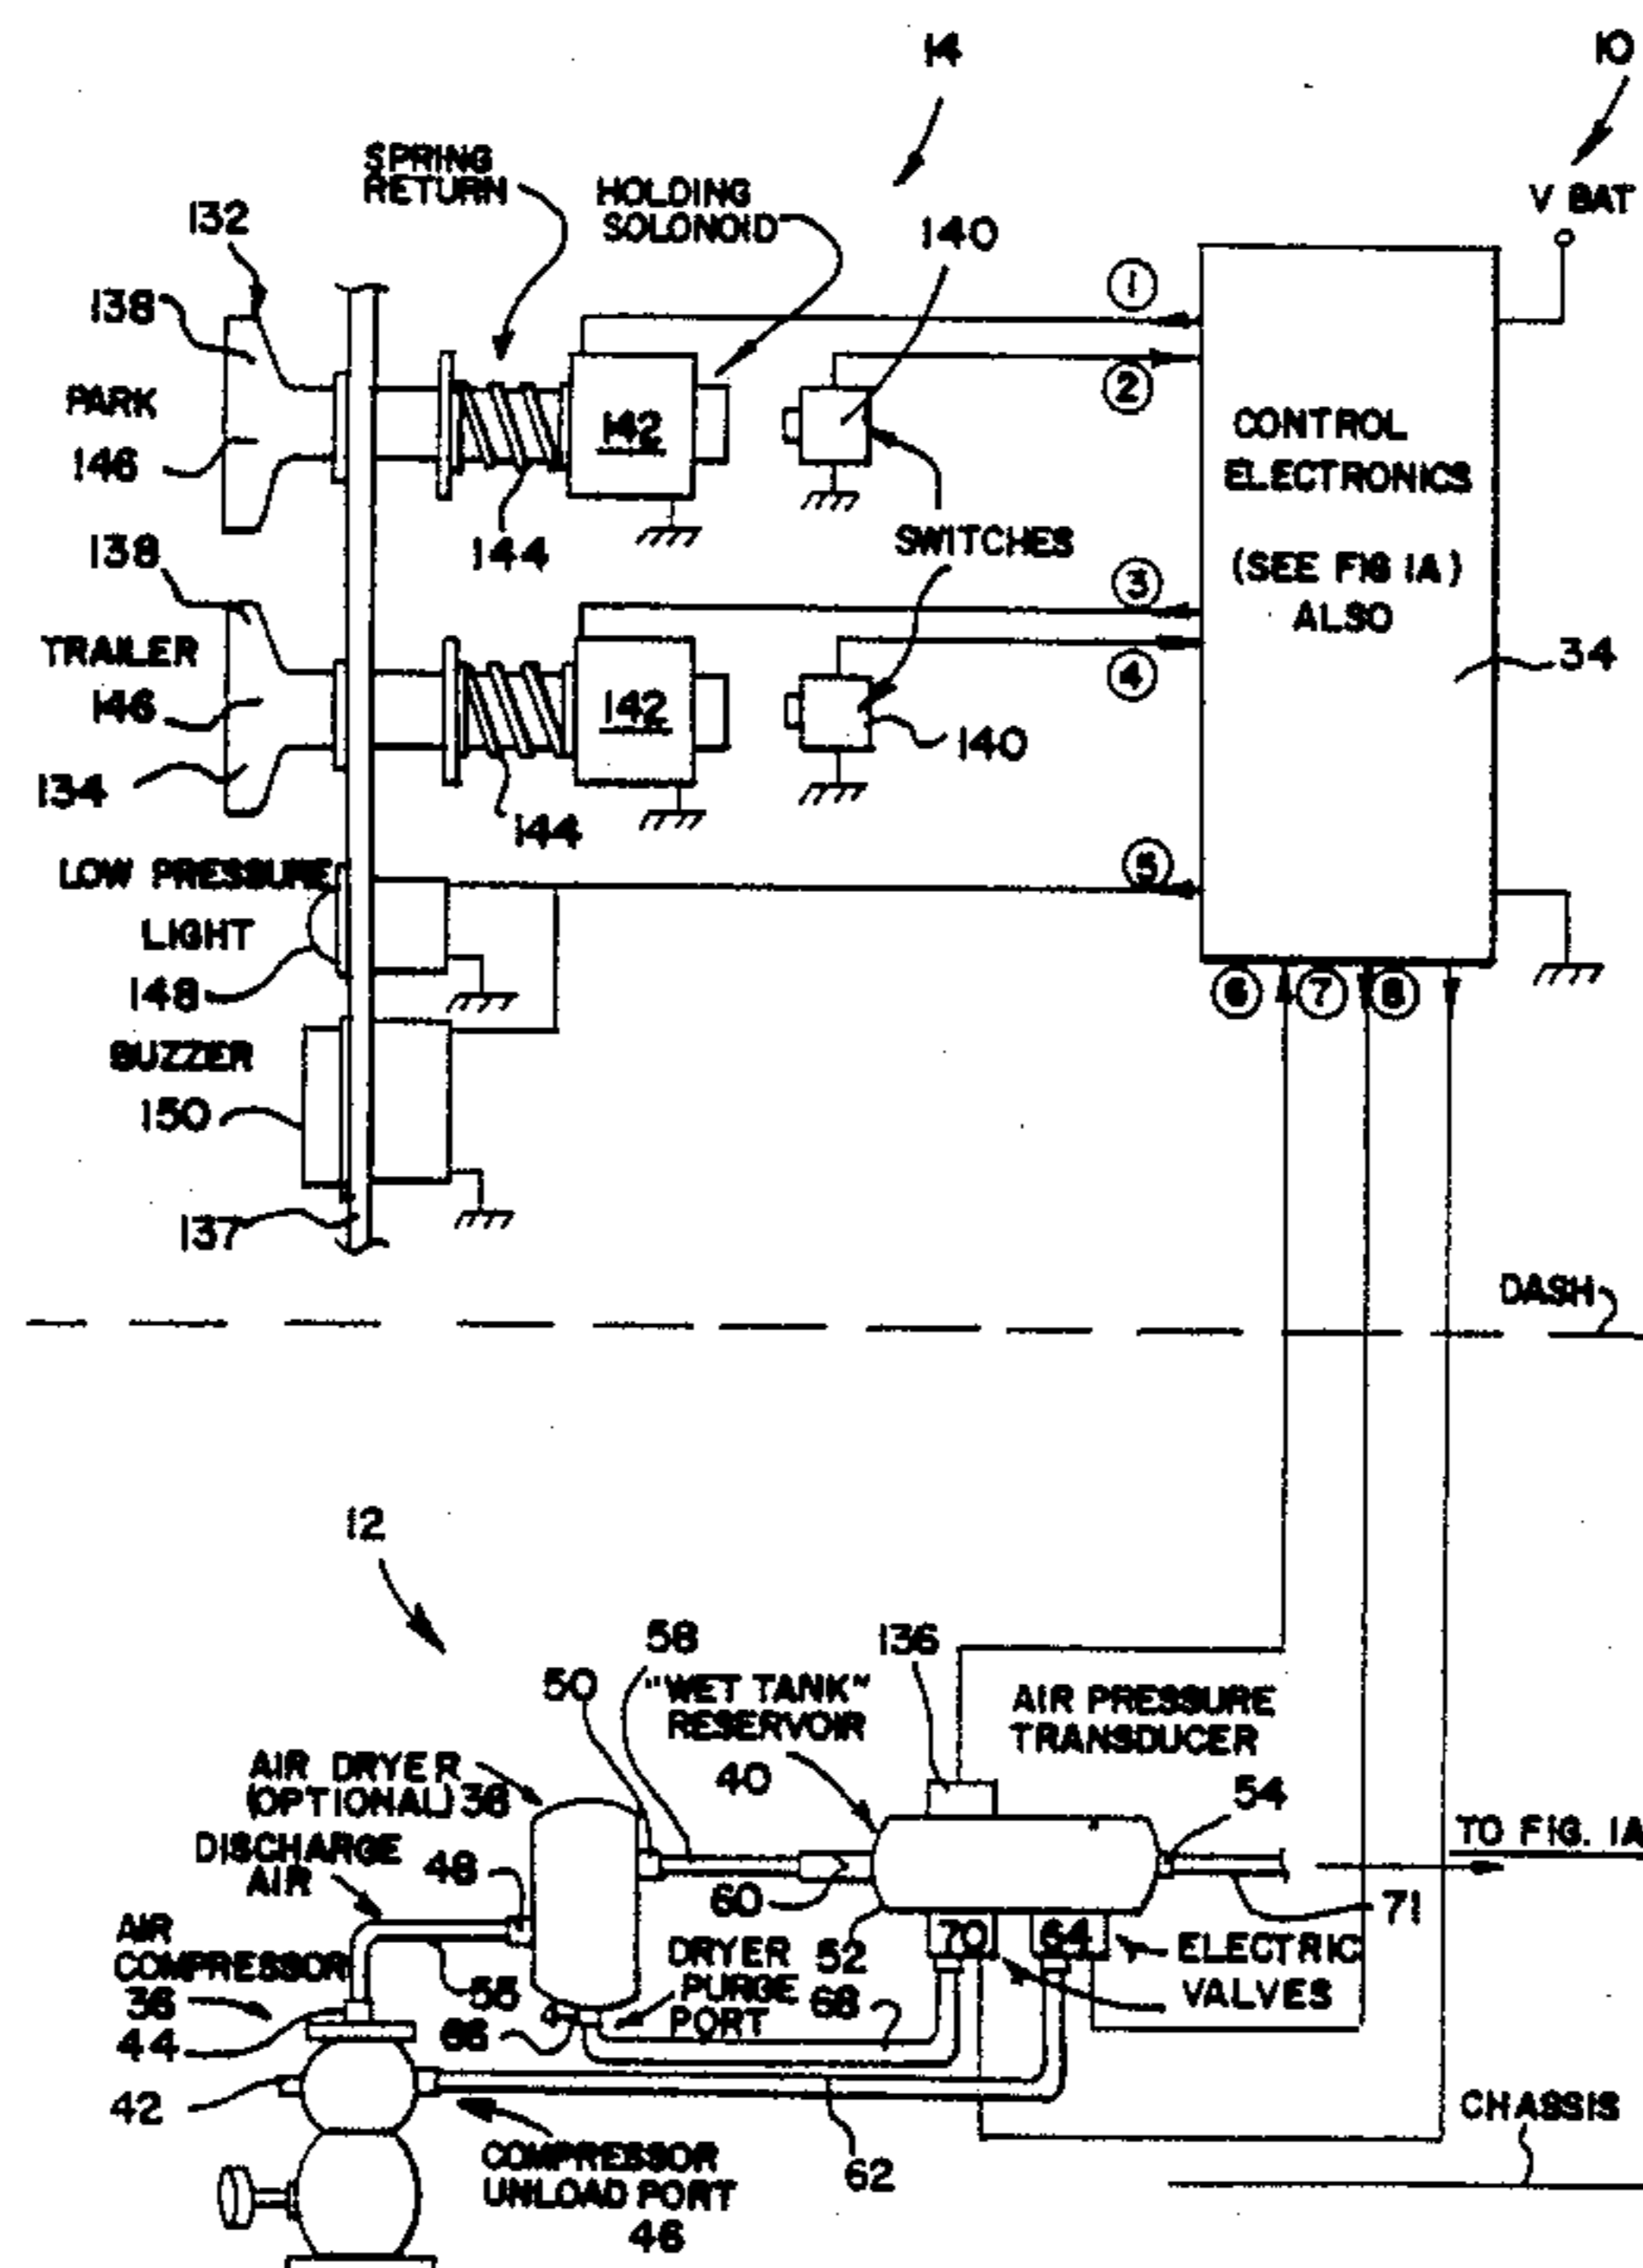 14
10
SPRING
RETURN
HOLDING
SOLONOID
V BAT
132
140
138
1
2
PARK
146
142
CONTROL
ELECTRONICS
144
SWITCHES
(SEE FIG 1A)
ALSO
138
3
TRAILER
4
34
146
142
140
134
144
LOW PRESSURE
LIGHT
5
148
6
7
8
BUZZER
150
137
DASH
12
58
136
50
"WET TANK"
RESERVOIR
AIR PRESSURE
TRANSDUCER
AIR DRYER
(OPTIONAL) 38
40
54
DISCHARGE
AIR
48
TO FIG. 1A
60
71
AIR
COMPRESSOR
36
DRYER
PURGE
PORT
52
70
64
ELECTRIC
VALVES
56
68
44
66
42
CHASSIS
COMPRESSOR
UNLOAD PORT
46
62